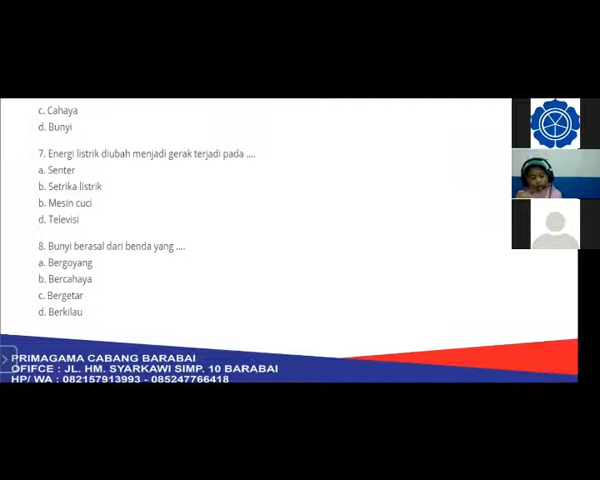 c. Cahaya
d. Bunyi
7. Energi listrik diubah menjadi gerak terjadi pada ....
a. Senter
b. Setrika listrik
b. Mesin cuci
d. Televisi
8. Bunyi berasal dari benda yang ....
a. Bergoyang
b. Bercahaya
c. Bergetar
d. Berkilau
PRIMAGAMA CABANG BARABAI
OFIFCE : JL. HM. SYARKAWI SIMP. 10 BARABAI
HP/ WA : 082157913993 - 085247766418